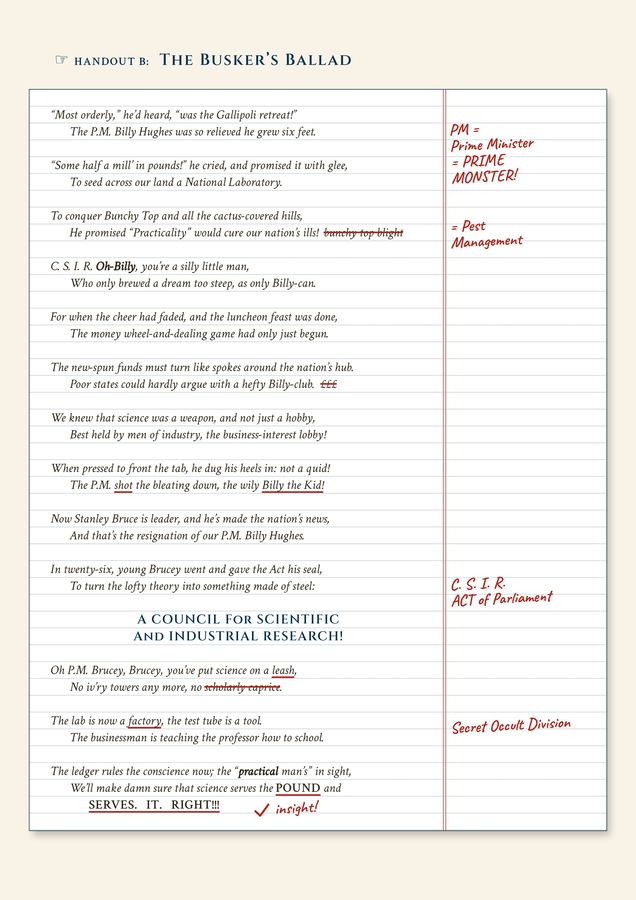 ☞ HANDOUT B: THE BUSKER’S BALLAD
“Most orderly,” he’d heard, “was the Gallipoli retreat!”
The P.M. Billy Hughes was so relieved he grew six feet.
PM =
Prime Minister
= PRIME
MONSTER!
“Some half a mill’ in pounds!” he cried, and promised it with glee,
To seed across our land a National Laboratory.
To conquer Bunchy Top and all the cactus-covered hills,
He promised “Practicality” would cure our nation’s ills! bunchy top blight
= Pest
Management
C. S. I. R. Oh-Billy, you’re a silly little man,
Who only brewed a dream too steep, as only Billy-can.
For when the cheer had faded, and the luncheon feast was done,
The money wheel-and-dealing game had only just begun.
The new-spun funds must turn like spokes around the nation’s hub.
Poor states could hardly argue with a hefty Billy-club. £££
We knew that science was a weapon, and not just a hobby,
Best held by men of industry, the business-interest lobby!
When pressed to front the tab, he dug his heels in: not a quid!
The P.M. shot the bleating down, the wily Billy the Kid!
Now Stanley Bruce is leader, and he’s made the nation’s news,
And that’s the resignation of our P.M. Billy Hughes.
In twenty-six, young Brucey went and gave the Act his seal,
To turn the lofty theory into something made of steel:
C. S. I. R.
ACT of Parliament
A COUNCIL FOR SCIENTIFIC
AND INDUSTRIAL RESEARCH!
Oh P.M. Brucey, Brucey, you’ve put science on a leash,
No iv’ry towers any more, no scholarly caprice.
The lab is now a factory, the test tube is a tool.
The businessman is teaching the professor how to school.
Secret Occult Division
The ledger rules the conscience now; the “practical man’s” in sight,
We’ll make damn sure that science serves the POUND and
SERVES. IT. RIGHT!!!
✓ insight!